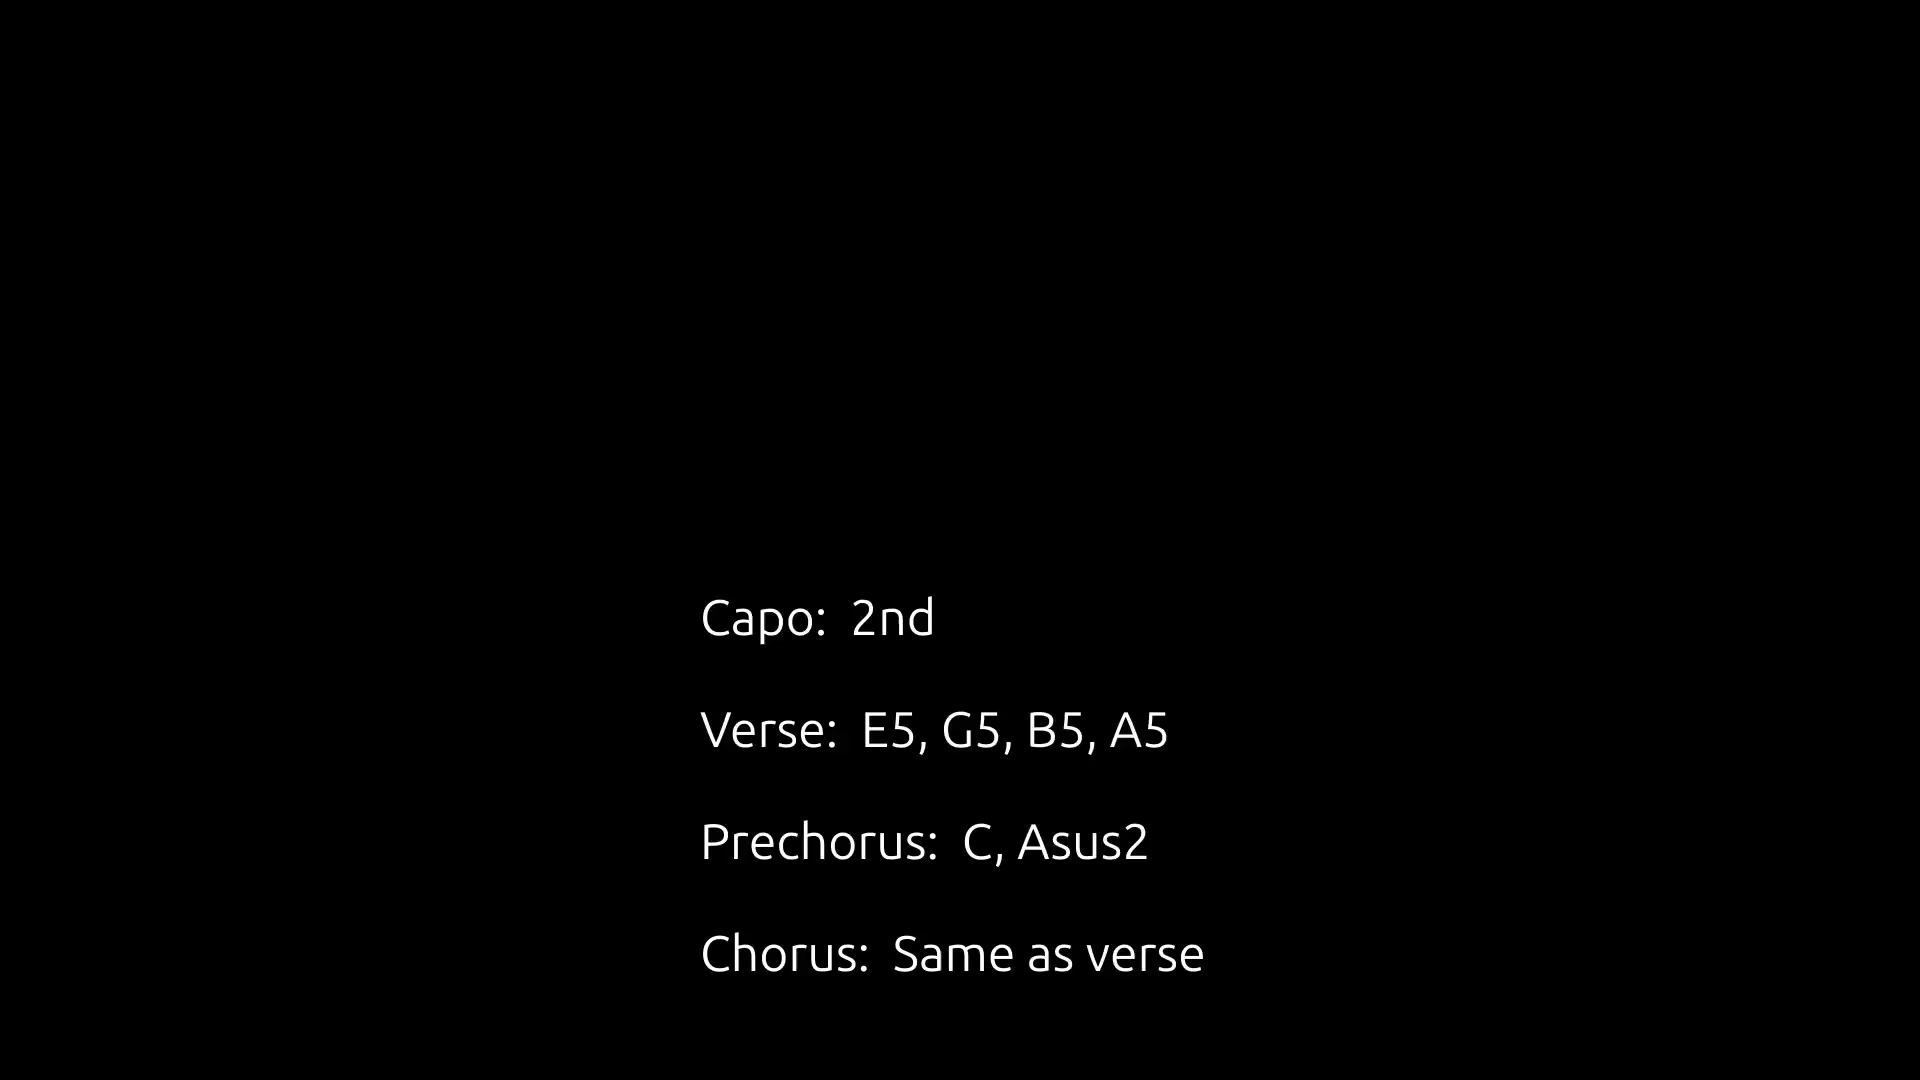 Capo: 2nd
Verse: E5, G5, B5, A5
Prechorus: C, Asus2
Chorus: Same as verse